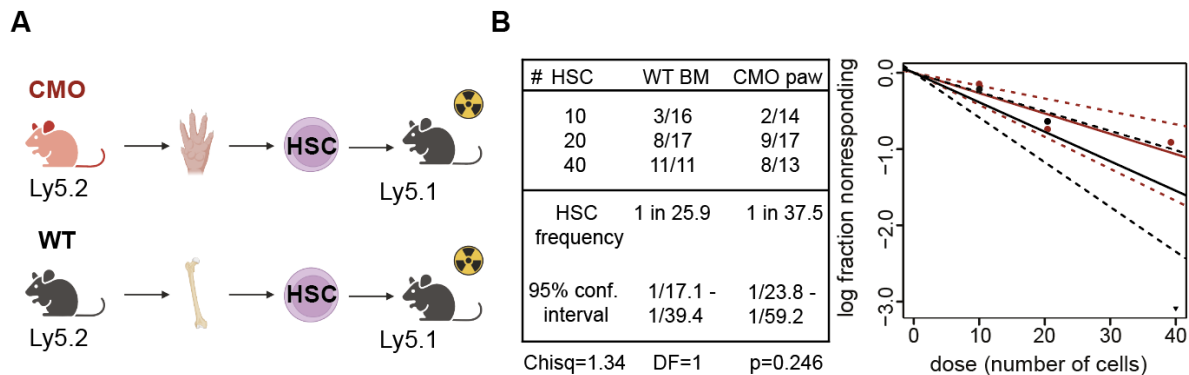 A
CMO
Ly5.2
HSC
Ly5.1
WT
Ly5.2
HSC
Ly5.1
B
# HSC WT BM CMO paw
10 3/16 2/14
20 8/17 9/17
40 11/11 8/13
HSC frequency 1 in 25.9 1 in 37.5
95% conf. interval 1/17.1 - 1/39.4 1/23.8 - 1/59.2
Chisq=1.34 DF=1 p=0.246
log fraction nonresponding
0.0
-1.0
-2.0
-3.0
0 10 20 30 40
dose (number of cells)